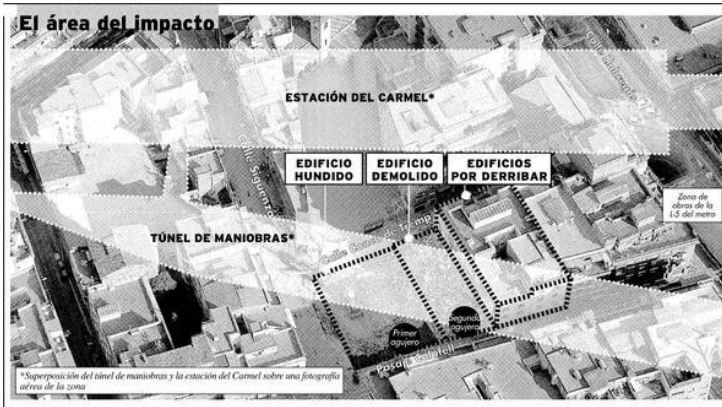 El área del impacto
Calle Llobregós
ESTACIÓN DEL CARMEL*
Calle Sigüenza
EDIFICIO
HUNDIDO
EDIFICIO
DEMOLIDO
EDIFICIOS
POR DERRIBAR
Zona de
obras de la
L-5 del metro
TÚNEL DE MANIOBRAS*
Calle Conca de Tremp
Primer
agujero
Segundo
agujero
Pasaje Calafell
*Superposición del túnel de maniobras y la estación del Carmel sobre una fotografía
aérea de la zona